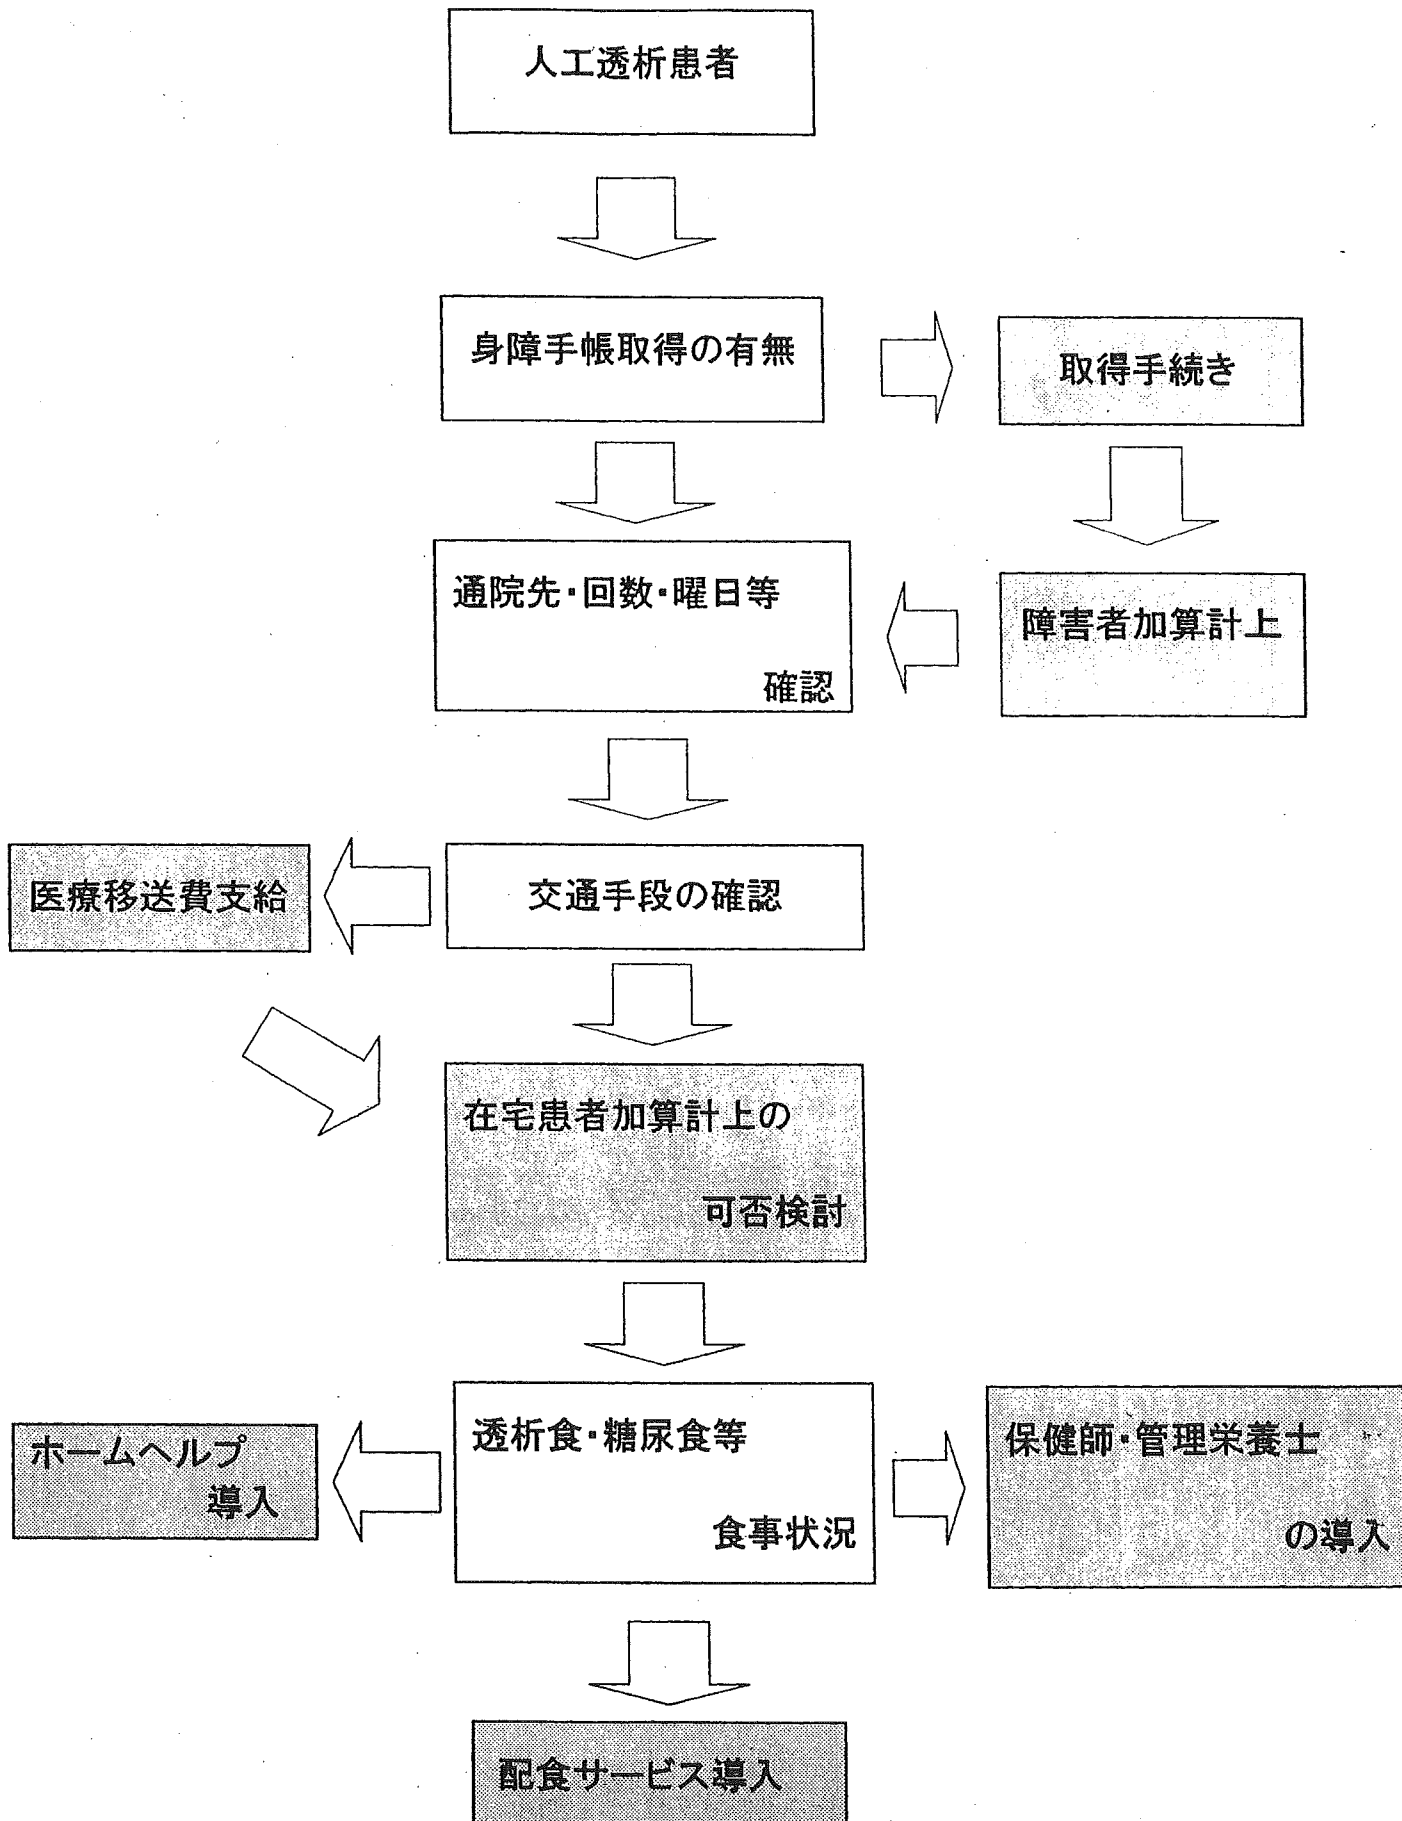 人工透析患者
身障手帳取得の有無
取得手続き
通院先・回数・曜日等
確認
障害者加算計上
医療移送費支給
交通手段の確認
在宅患者加算計上の
可否検討
ホームヘルプ
導入
透析食・糖尿食等
食事状況
保健師・管理栄養士
の導入
配食サービス導入